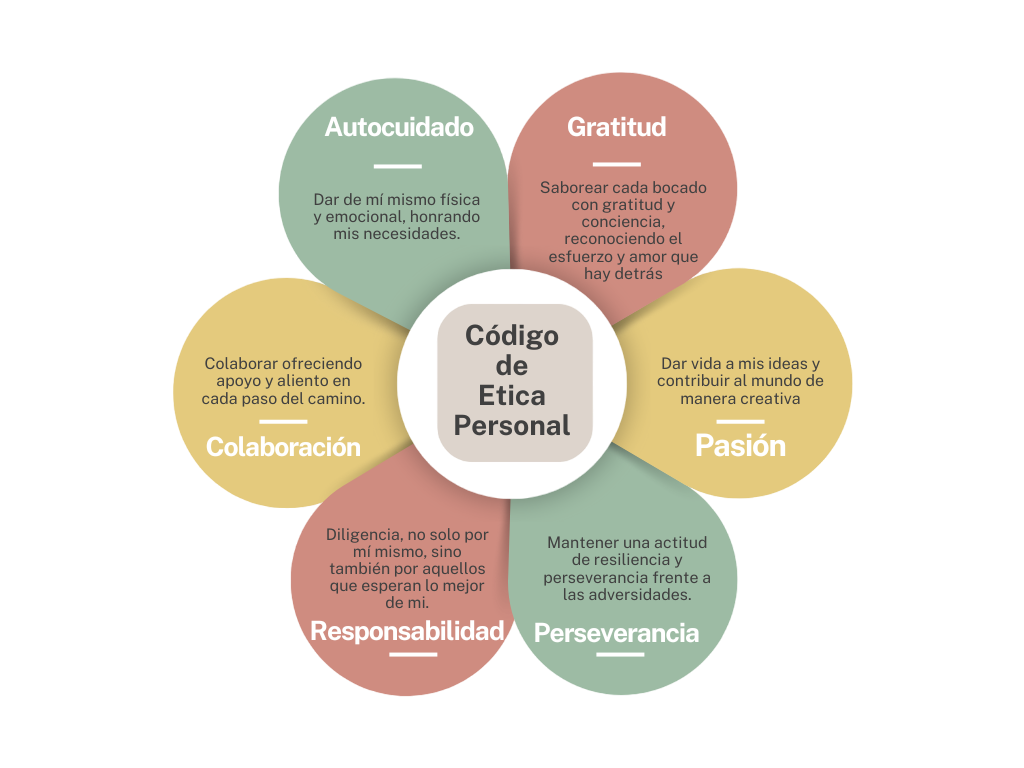 Autocuidado
Dar de mí mismo física
y emocional, honrando
mis necesidades.
Gratitud
Saborear cada bocado
con gratitud y
conciencia,
reconociendo el
esfuerzo y amor que
hay detrás
Colaborar ofreciendo
apoyo y aliento en
cada paso del camino.
Colaboración
Código
de
Etica
Personal
Dar vida a mis ideas y
contribuir al mundo de
manera creativa
Pasión
Diligencia, no solo por
mí mismo, sino
también por aquellos
que esperan lo mejor
de mi.
Responsabilidad
Mantener una actitud
de resiliencia y
perseverancia frente a
las adversidades.
Perseverancia